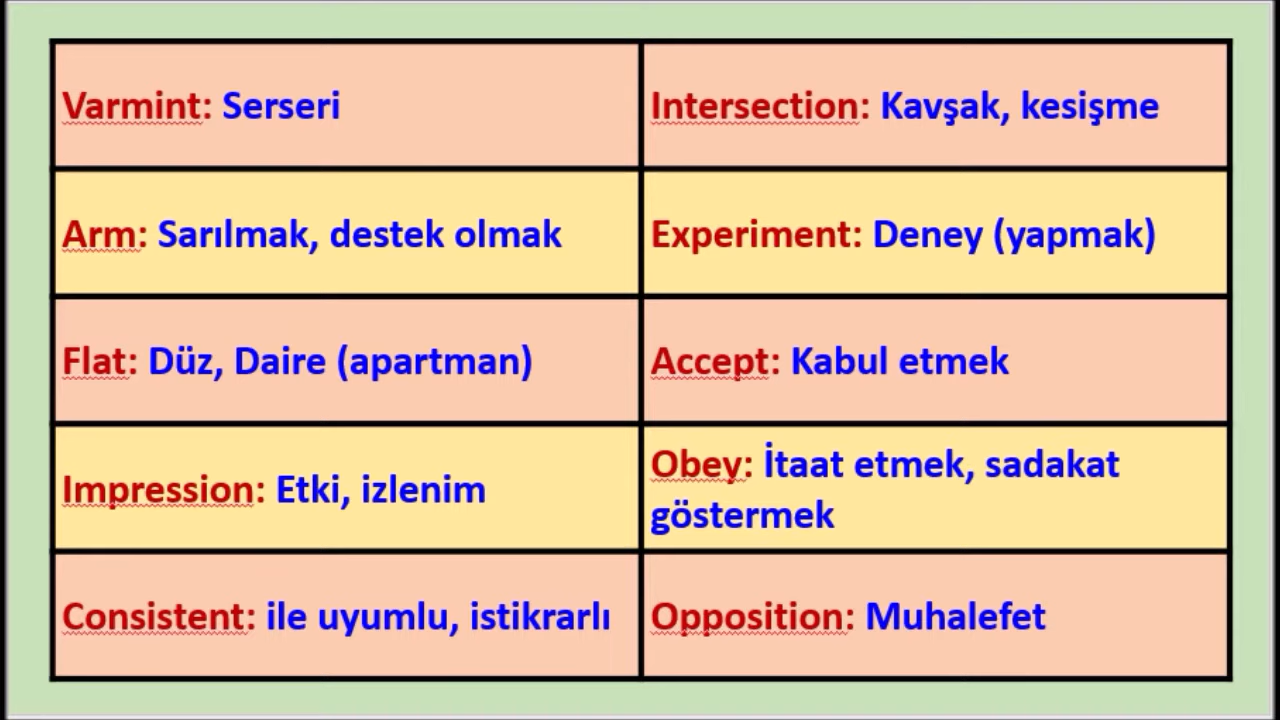 Varmint: Serseri
Intersection: Kavşak, kesişme
Arm: Sarılmak, destek olmak
Experiment: Deney (yapmak)
Flat: Düz, Daire (apartman)
Accept: Kabul etmek
Impression: Etki, izlenim
Obey: İtaat etmek, sadakat
göstermek
Consistent: ile uyumlu, istikrarlı
Opposition: Muhalefet